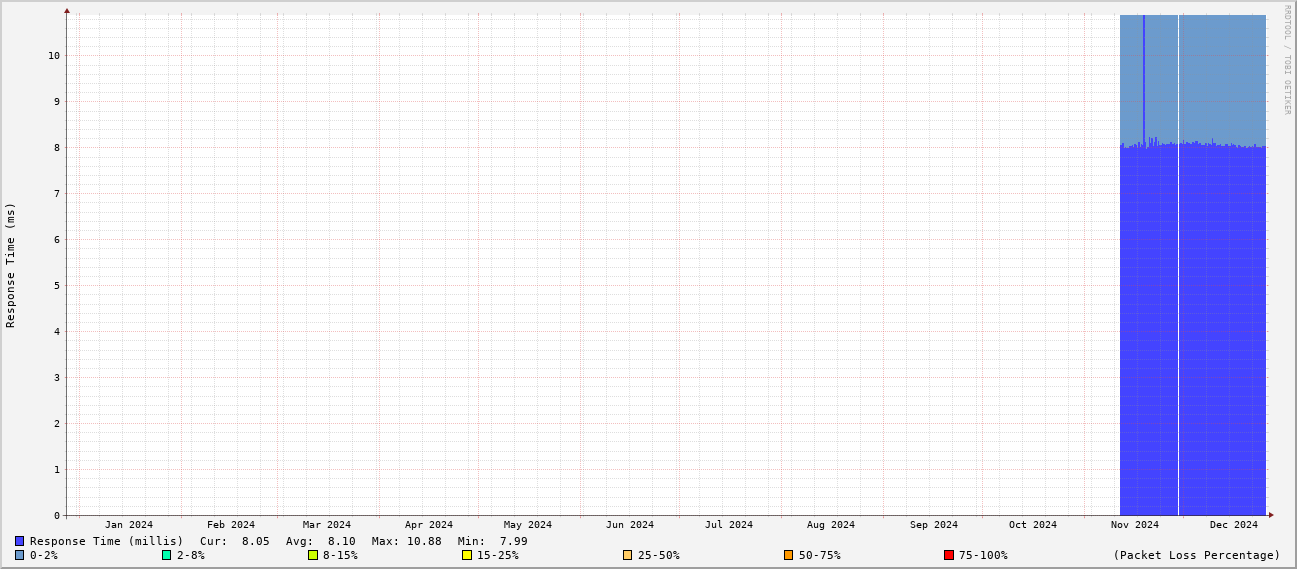 RRDTOOL / TOBI OETIKER
Response Time (ms)
10
9
8
7
6
5
4
3
2
1
0
Jan 2024 Feb 2024 Mar 2024 Apr 2024 May 2024 Jun 2024 Jul 2024 Aug 2024 Sep 2024 Oct 2024 Nov 2024 Dec 2024
Response Time (millis) Cur: 8.05 Avg: 8.10 Max: 10.88 Min: 7.99
0-2% 2-8% 8-15% 15-25% 25-50% 50-75% 75-100% (Packet Loss Percentage)